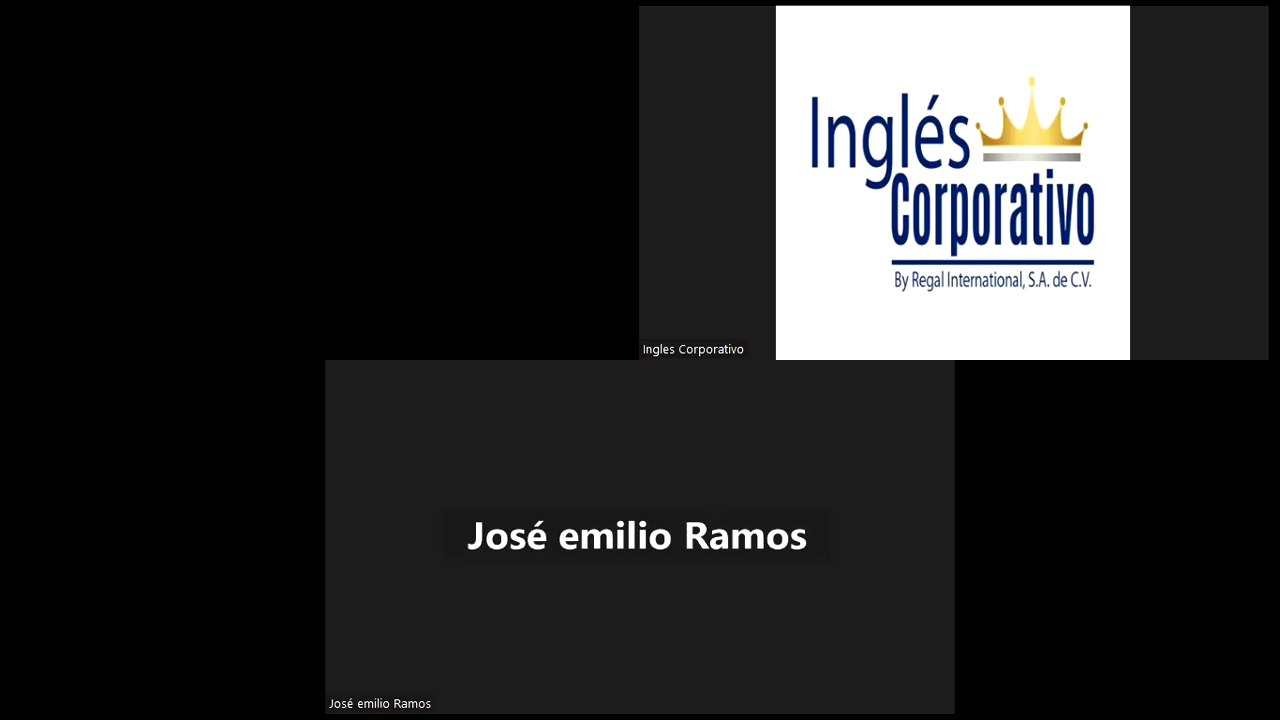 Inglés
Corporativo
By Regal International, S.A. de C.V.
Ingles Corporativo
José emilio Ramos
José emilio Ramos